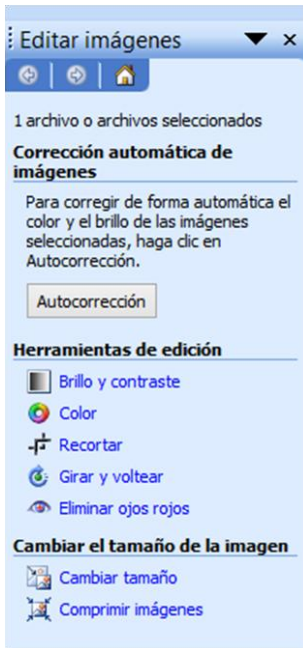 Editar imágenes
1 archivo o archivos seleccionados
Corrección automática de
imágenes
Para corregir de forma automática el
color y el brillo de las imágenes
seleccionadas, haga clic en
Autocorrección.
Autocorrección
Herramientas de edición
Brillo y contraste
Color
Recortar
Girar y voltear
Eliminar ojos rojos
Cambiar el tamaño de la imagen
Cambiar tamaño
Comprimir imágenes